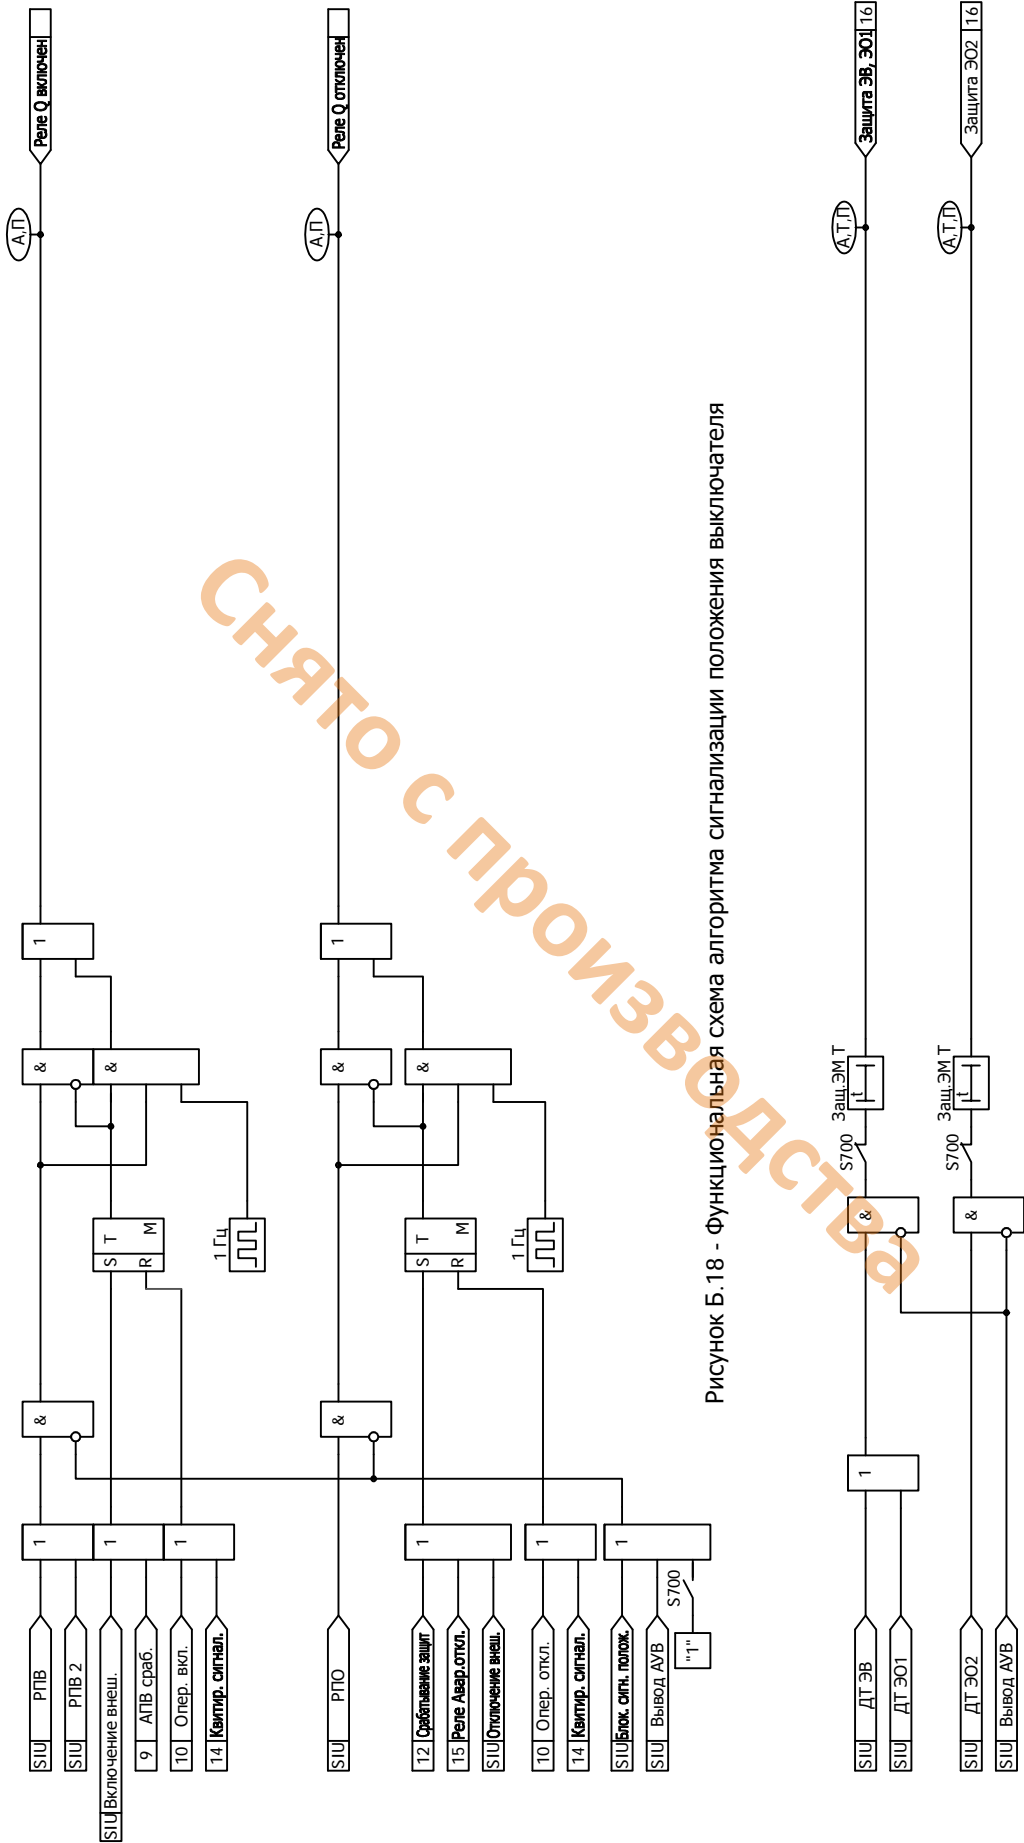 SIU РПВ
SIU РПВ 2
SIU Включение внеш.
9 АПВ сраб.
10 Опер. вкл.
14 Квитир. сигнал.
1
1
1
&
S T
R M
1 Гц
&
&
1
А,П
Реле Q включен
SIU РПО
12 Срабатывание защит
15 Реле Авар.откл.
SIU Отключение внеш.
10 Опер. откл.
14 Квитир. сигнал.
SIU Блок. сигн. полож.
SIU Вывод АУВ
"1"
S700
1
1
1
&
S T
R M
1 Гц
&
&
1
А,П
Реле Q отключен
Рисунок Б.18 - Функциональная схема алгоритма сигнализации положения выключателя
SIU ДТ ЭВ
SIU ДТ ЭО1
SIU ДТ ЭО2
SIU Вывод АУВ
1
&
S700
Защ.ЭМ Т
t
А,Т,П
Защита ЭВ, ЭО1 16
&
S700
Защ.ЭМ Т
t
А,Т,П
Защита ЭО2 16
Снято с производства